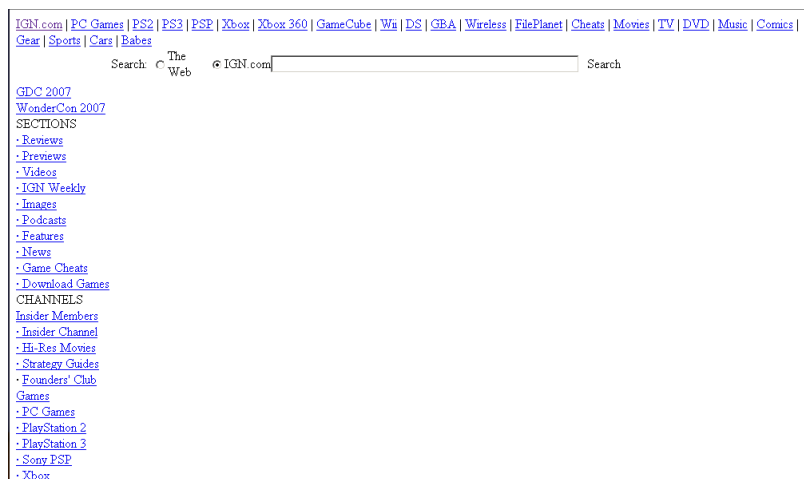 IGN.com | PC Games | PS2 | PS3 | PSP | Xbox | Xbox 360 | GameCube | Wii | DS | GBA | Wireless | FilePlanet | Cheats | Movies | TV | DVD | Music | Comics |
Gear | Sports | Cars | Babes
Search: The Web IGN.com Search
GDC 2007
WonderCon 2007
SECTIONS
· Reviews
· Previews
· Videos
· IGN Weekly
· Images
· Podcasts
· Features
· News
· Game Cheats
· Download Games
CHANNELS
Insider Members
· Insider Channel
· Hi-Res Movies
· Strategy Guides
· Founders' Club
Games
· PC Games
· PlayStation 2
· PlayStation 3
· Sony PSP
· Xbox